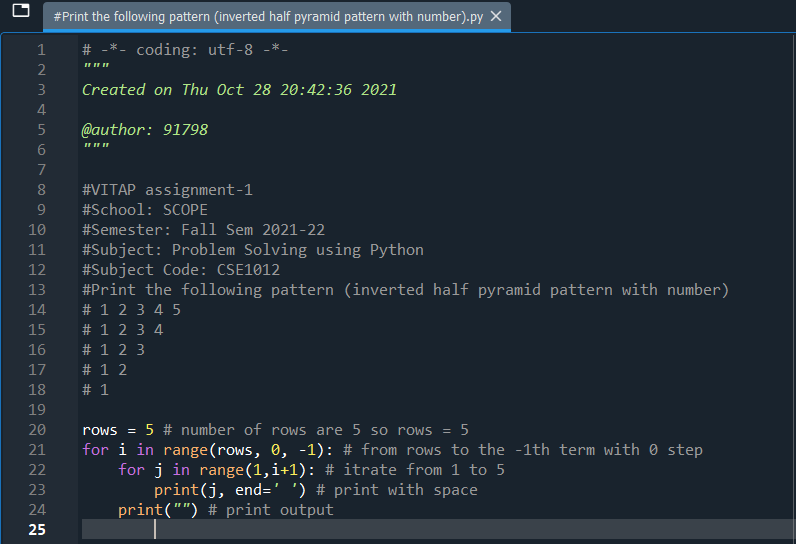 #Print the following pattern (inverted half pyramid pattern with number).py ✕
1 # -*- coding: utf-8 -*-
2 """
3 Created on Thu Oct 28 20:42:36 2021
4
5 @author: 91798
6 """
7
8 #VITAP assignment-1
9 #School: SCOPE
10 #Semester: Fall Sem 2021-22
11 #Subject: Problem Solving using Python
12 #Subject Code: CSE1012
13 #Print the following pattern (inverted half pyramid pattern with number)
14 # 1 2 3 4 5
15 # 1 2 3 4
16 # 1 2 3
17 # 1 2
18 # 1
19
20 rows = 5 # number of rows are 5 so rows = 5
21 for i in range(rows, 0, -1): # from rows to the -1th term with 0 step
22     for j in range(1,i+1): # itrate from 1 to 5
23         print(j, end=' ') # print with space
24     print("") # print output
25